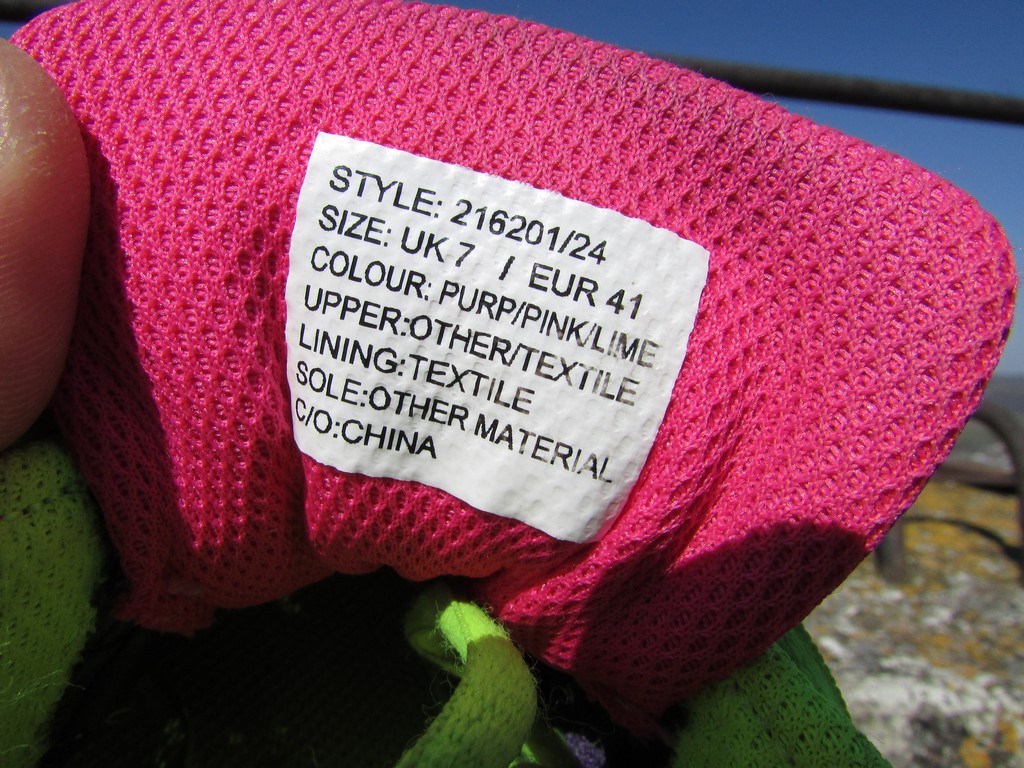 STYLE: 216201/24
SIZE: UK 7 / EUR 41
COLOUR: PURP/PINK/LIME
UPPER:OTHER/TEXTILE
LINING:TEXTILE
SOLE:OTHER MATERIAL
C/O:CHINA